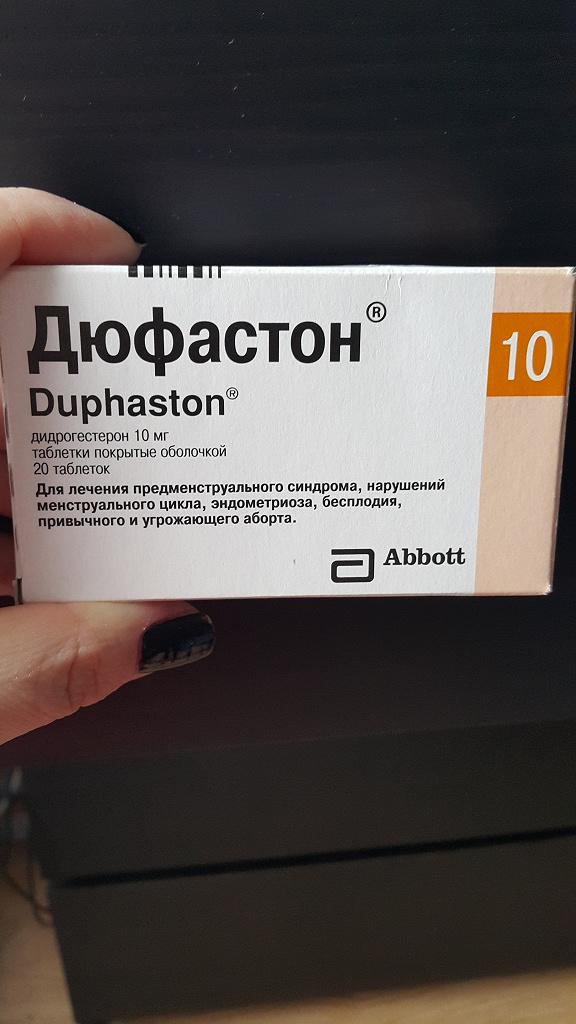 Дюфастон®
10
Duphaston®
дидрогестерон 10 мг
таблетки покрытые оболочкой
20 таблеток
Для лечения предменструального синдрома, нарушений
менструального цикла, эндометриоза, бесплодия,
привычного и угрожающего аборта.
Abbott